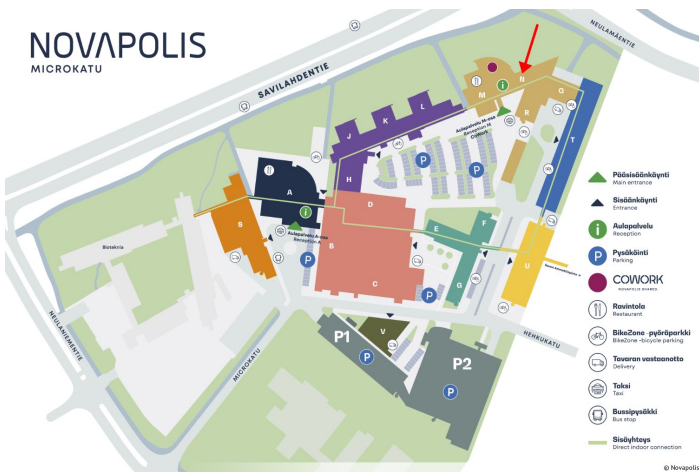 NOVAPOLIS
MICROKATU
SAVILAHDENTIE
NEULAMÄENTIE
NEULANIEMENTIE
MICROKATU
HEHKUKATU
Bioteknia
Aulapalvelu M-osa
Reception M
CoWork
Aulapalvelu A-osa
Reception A
A
S
B
C
D
H
J
K
L
M
N
R
G
T
E
F
G
U
V
P1
P2
P
P
P
P
P
P
i
i
Pääsisäänkäynti
Main entrance
Sisäänkäynti
Entrance
i
Aulapalvelu
Reception
P
Pysäköinti
Parking
COWORK
NOVAPOLIS SHARED
Ravintola
Restaurant
BikeZone -pyöräparkki
BikeZone -bicycle parking
Tavaran vastaanotto
Delivery
Taksi
Taxi
Bussipysäkki
Bus stop
Sisäyhteys
Direct indoor connection
© Novapolis